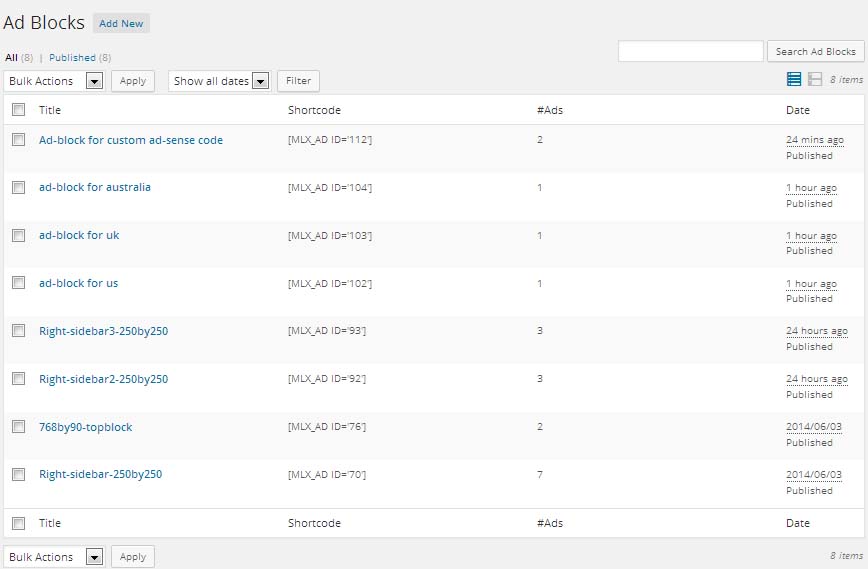 Ad Blocks Add New
All (8) | Published (8)
Search Ad Blocks
Bulk Actions Apply Show all dates Filter 8 items
Title Shortcode #Ads Date
Ad-block for custom ad-sense code [MLX_AD ID='112'] 2 24 mins ago
Published
ad-block for australia [MLX_AD ID='104'] 1 1 hour ago
Published
ad-block for uk [MLX_AD ID='103'] 1 1 hour ago
Published
ad-block for us [MLX_AD ID='102'] 1 1 hour ago
Published
Right-sidebar3-250by250 [MLX_AD ID='93'] 3 24 hours ago
Published
Right-sidebar2-250by250 [MLX_AD ID='92'] 3 24 hours ago
Published
768by90-topblock [MLX_AD ID='76'] 2 2014/06/03
Published
Right-sidebar-250by250 [MLX_AD ID='70'] 7 2014/06/03
Published
Title Shortcode #Ads Date
Bulk Actions Apply 8 items